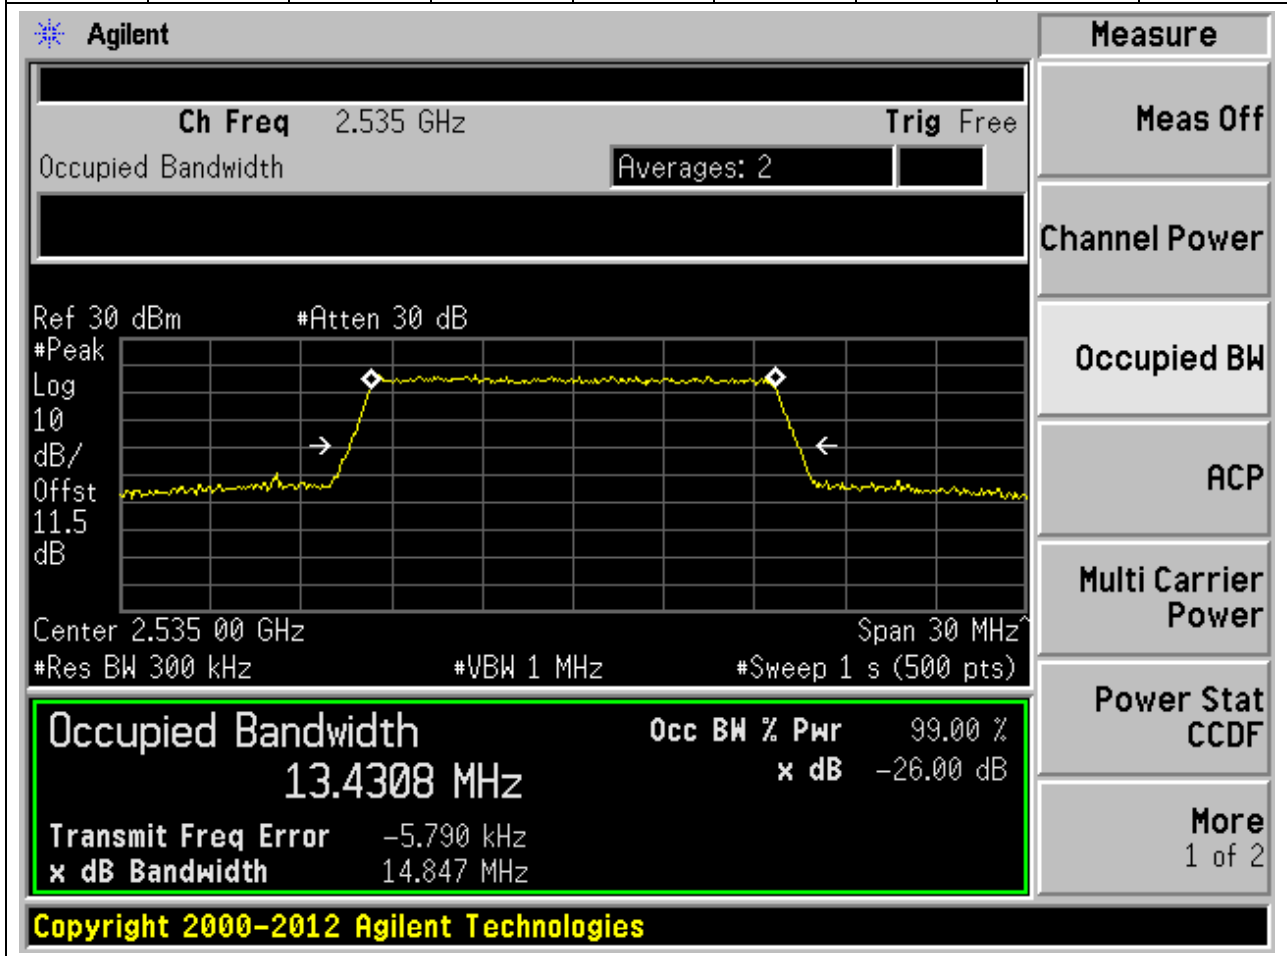 Agilent
Measure
Ch Freq 2.535 GHz Trig Free
Meas Off
Occupied Bandwidth Averages: 2
Channel Power
Ref 30 dBm #Atten 30 dB
#Peak
Log
10
dB/
Offst
11.5
dB
Occupied BW
ACP
Multi Carrier
Power
Center 2.535 00 GHz Span 30 MHz^
#Res BW 300 kHz #VBW 1 MHz #Sweep 1 s (500 pts)
Power Stat
CCDF
Occupied Bandwidth Occ BW % Pwr 99.00 %
13.4308 MHz x dB -26.00 dB
Transmit Freq Error -5.790 kHz
x dB Bandwidth 14.847 MHz
More
1 of 2
Copyright 2000-2012 Agilent Technologies